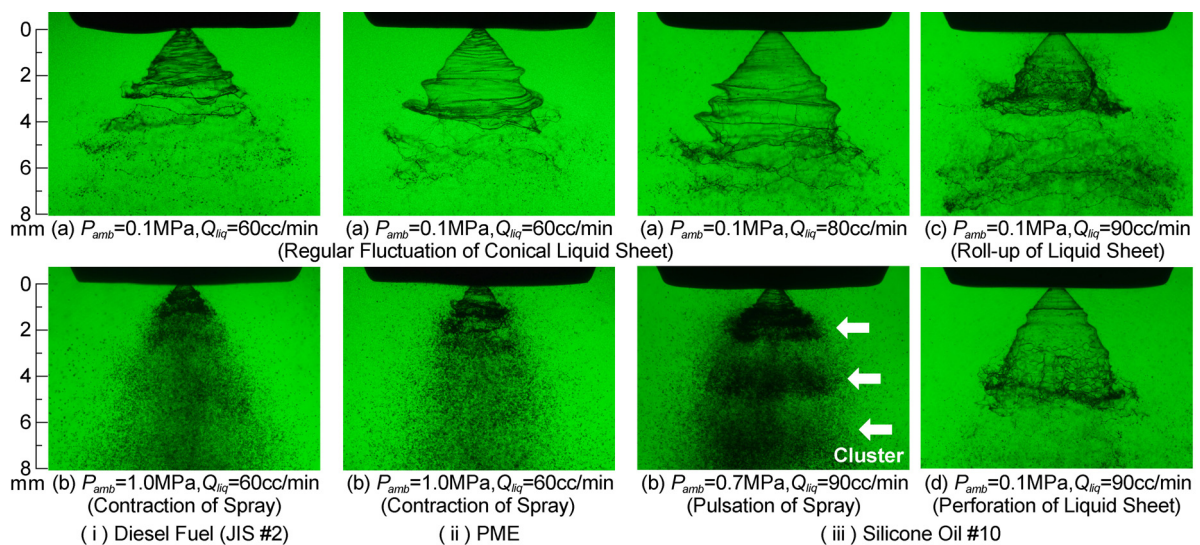 0
2
4
6
8
mm
(a) Pamb=0.1MPa,Qliq=60cc/min
(a) Pamb=0.1MPa,Qliq=60cc/min
(a) Pamb=0.1MPa,Qliq=80cc/min
(c) Pamb=0.1MPa,Qliq=90cc/min
(Regular Fluctuation of Conical Liquid Sheet)
(Roll-up of Liquid Sheet)
0
2
4
6
8
mm
Cluster
(b) Pamb=1.0MPa,Qliq=60cc/min
(b) Pamb=1.0MPa,Qliq=60cc/min
(b) Pamb=0.7MPa,Qliq=90cc/min
(d) Pamb=0.1MPa,Qliq=90cc/min
(Contraction of Spray)
(Contraction of Spray)
(Pulsation of Spray)
(Perforation of Liquid Sheet)
( i ) Diesel Fuel (JIS #2)
( ii ) PME
(iii) Silicone Oil #10